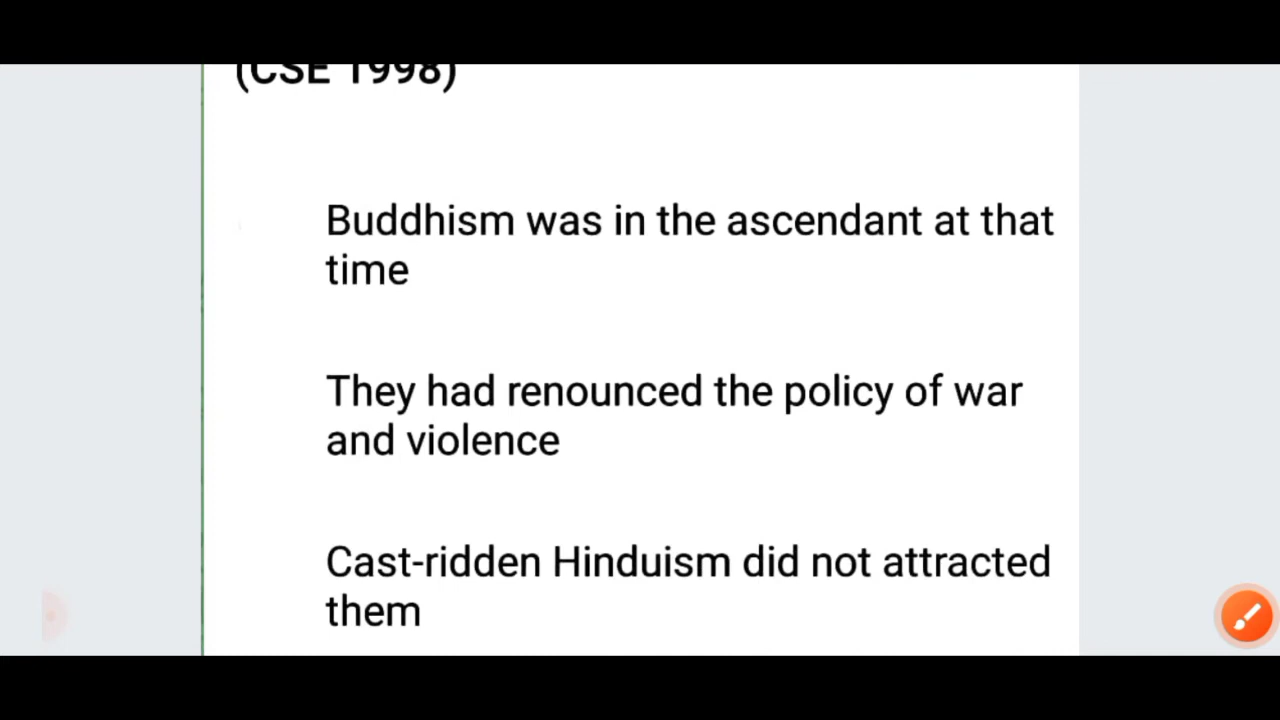 (CSE 1998)
Buddhism was in the ascendant at that
time
They had renounced the policy of war
and violence
Cast-ridden Hinduism did not attracted
them